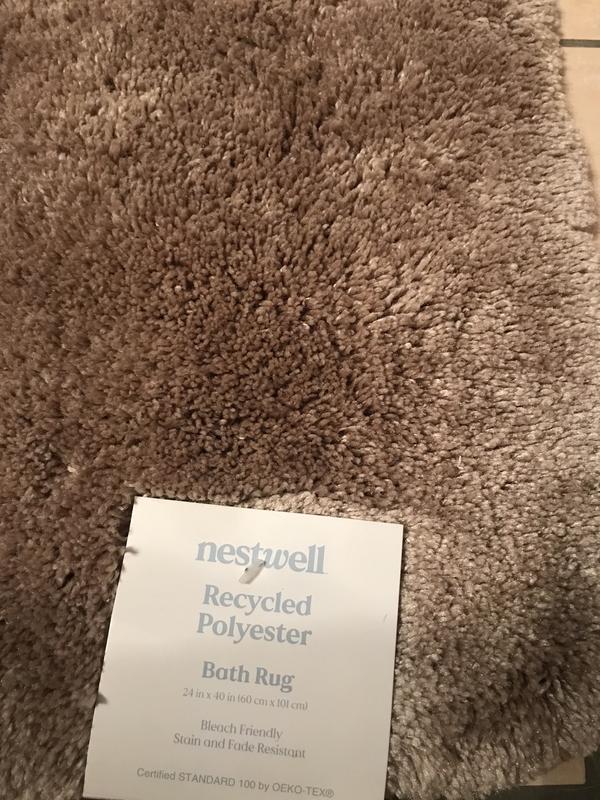 nestwell
Recycled
Polyester
Bath Rug
24 in x 40 in (60 cm x 101 cm)
Bleach Friendly
Stain and Fade Resistant
Certified STANDARD 100 by OEKO-TEX®